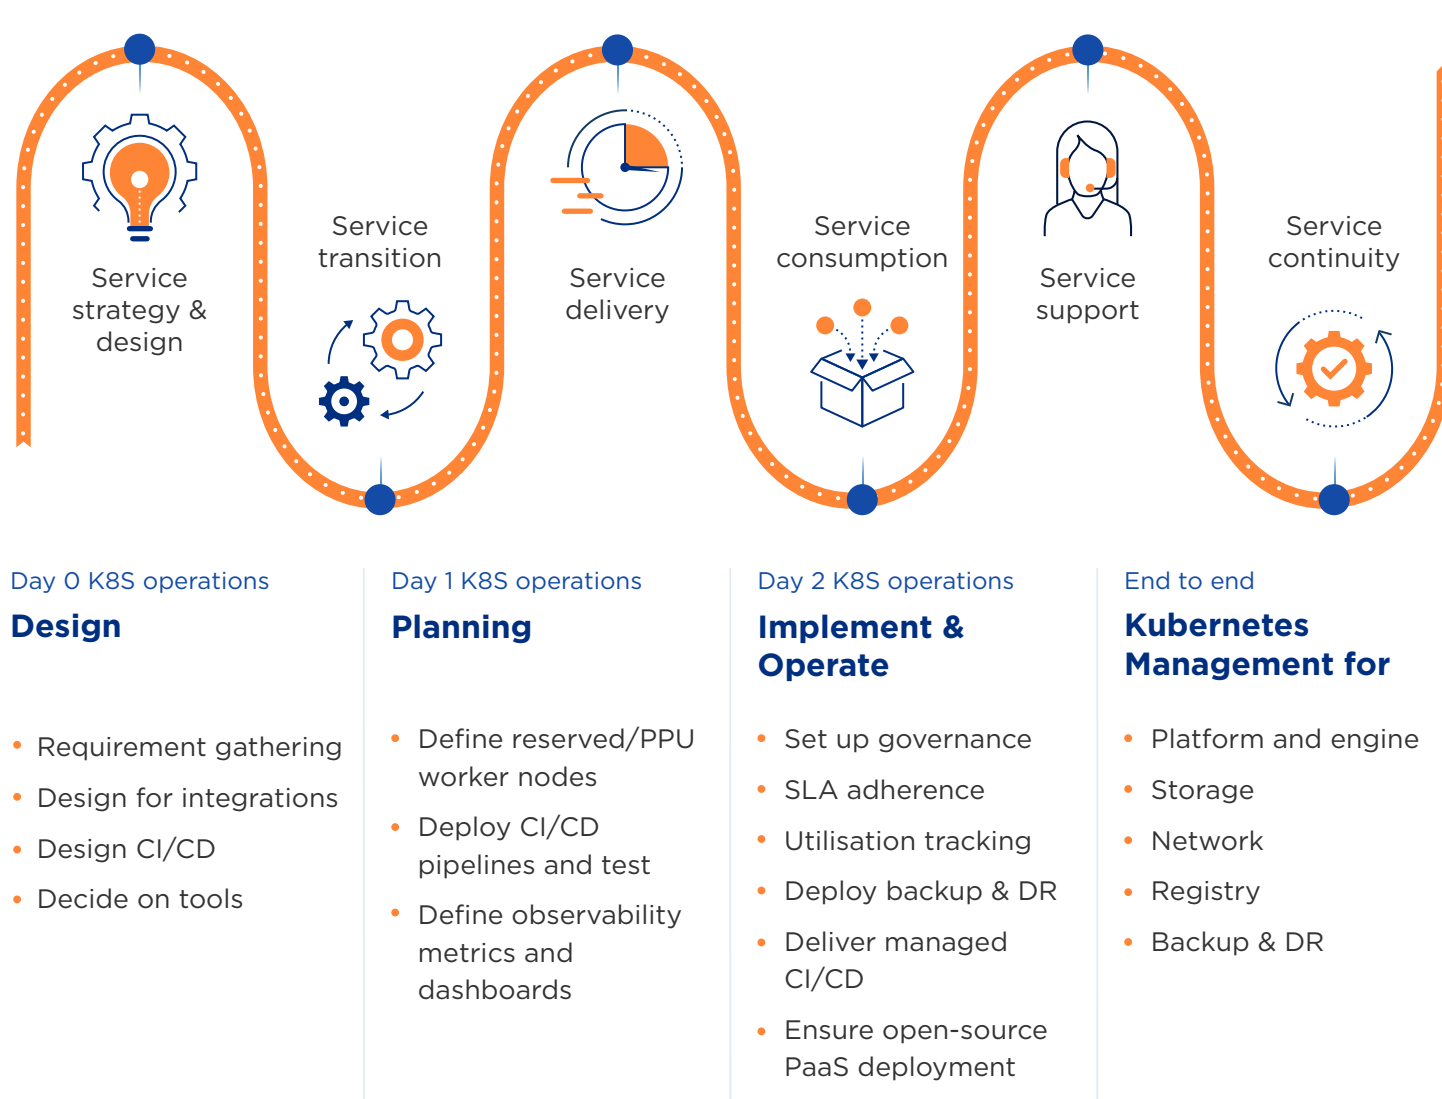 Service
strategy &
design
Service
transition
Service
delivery
Service
consumption
Service
support
Service
continuity
Day 0 K8S operations
Design
Requirement gathering
Design for integrations
Design CI/CD
Decide on tools
Day 1 K8S operations
Planning
Define reserved/PPU
worker nodes
Deploy CI/CD
pipelines and test
Define observability
metrics and
dashboards
Day 2 K8S operations
Implement &
Operate
Set up governance
SLA adherence
Utilisation tracking
Deploy backup & DR
Deliver managed
CI/CD
Ensure open-source
PaaS deployment
End to end
Kubernetes
Management for
Platform and engine
Storage
Network
Registry
Backup & DR